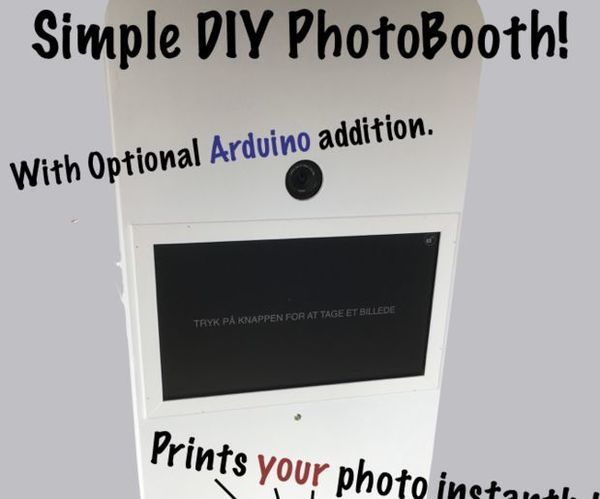 Simple DIY PhotoBooth!
With Optional Arduino addition.
TRYK PÅ KNAPPEN FOR AT TAGE ET BILLEDE
Prints your photo instantly!